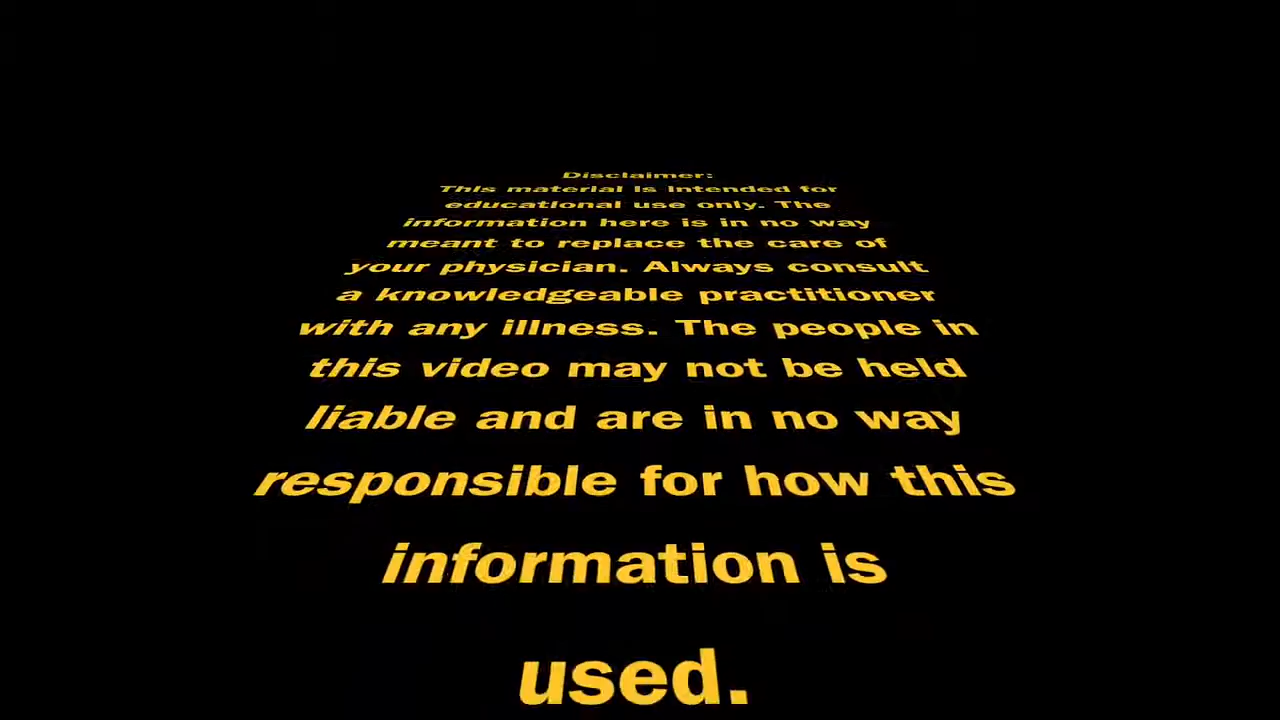 Disclaimer:
This material is intended for
educational use only. The
information here is in no way
meant to replace the care of
your physician. Always consult
a knowledgeable practitioner
with any illness. The people in
this video may not be held
liable and are in no way
responsible for how this
information is
used.